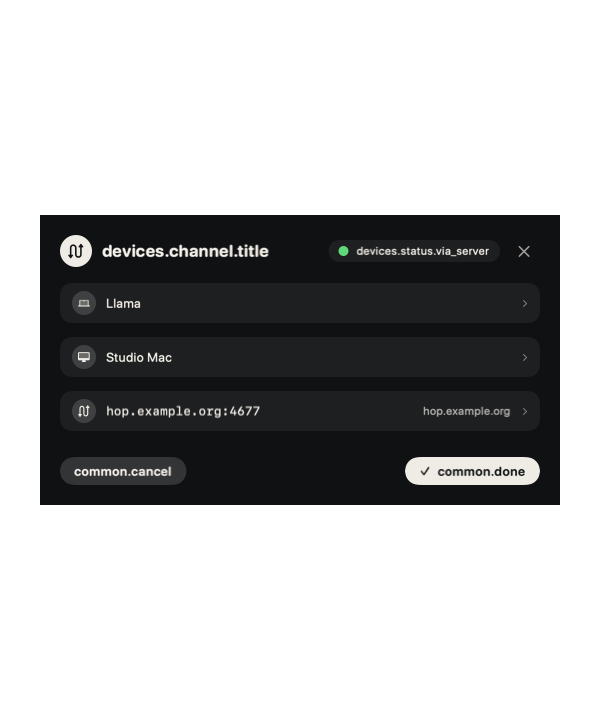 devices.channel.title
devices.status.via_server
Llama
Studio Mac
hop.example.org:4677
hop.example.org
common.cancel
common.done